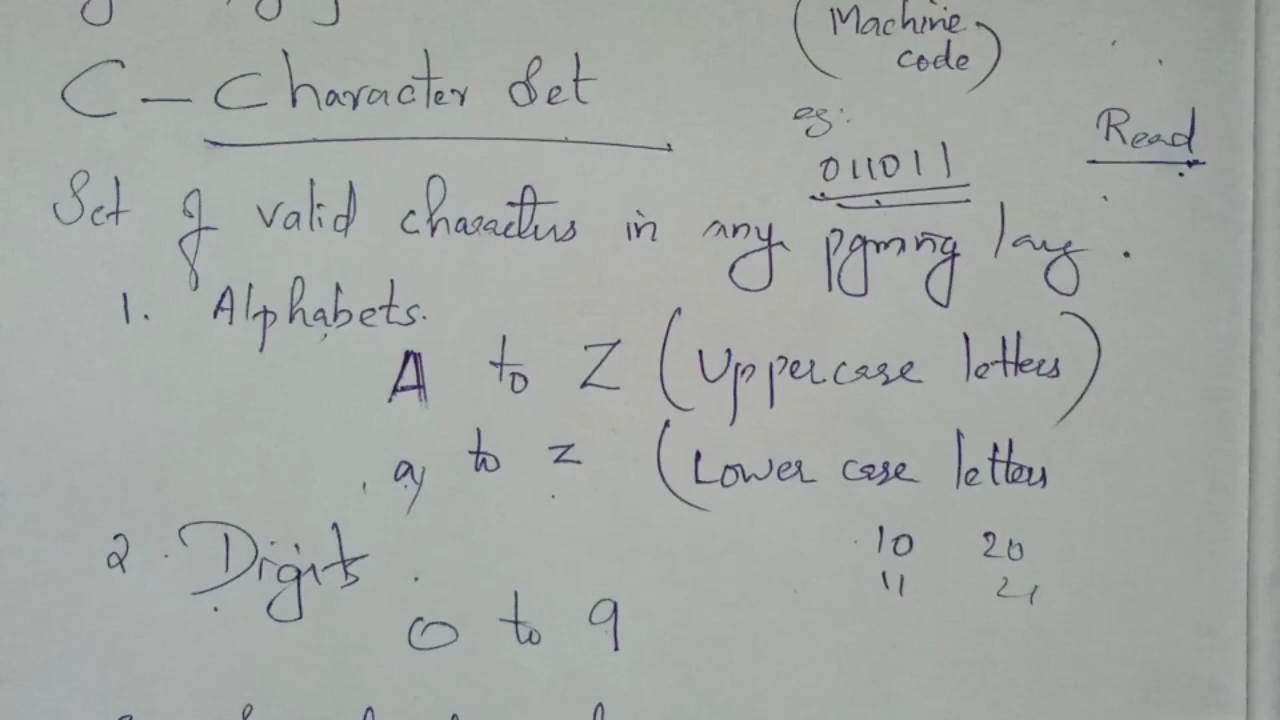 (Machine
code)
C - Character Set
eg:
011011
Read
Set of valid characters in any pgmng lang.
1. Alphabets.
A to Z (Uppercase letters)
a to z (Lower case letters
2. Digits
10 20
11 21
0 to 9